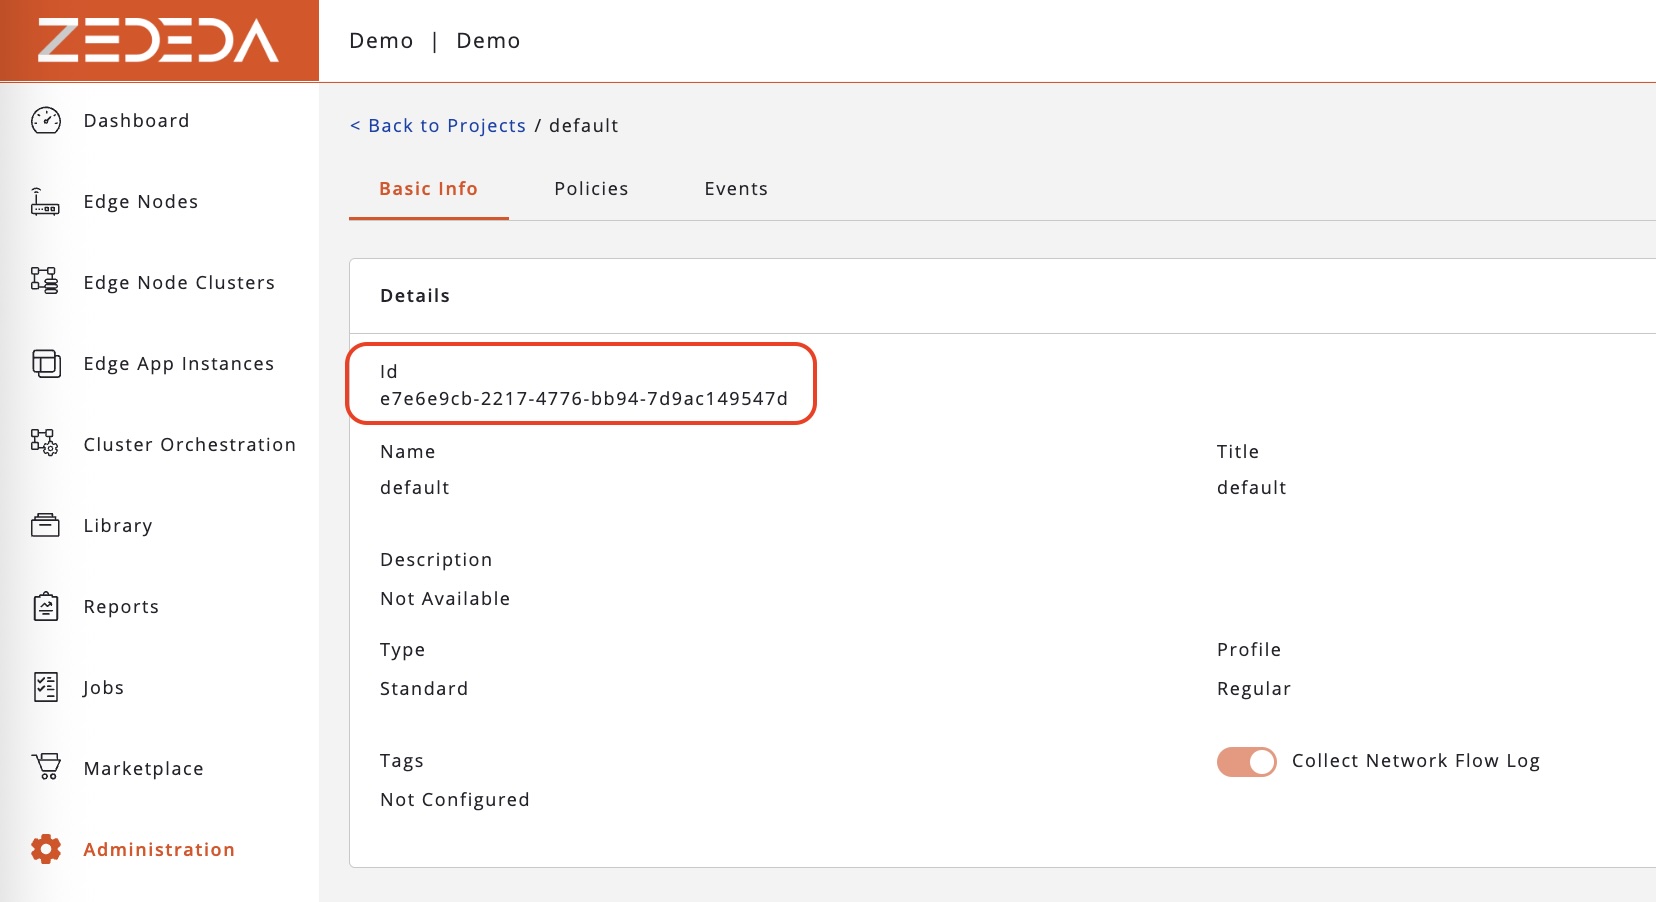 ZEDEDA
Demo | Demo
Dashboard
Edge Nodes
Edge Node Clusters
Edge App Instances
Cluster Orchestration
Library
Reports
Jobs
Marketplace
Administration
< Back to Projects / default
Basic Info Policies Events
Details
Id
e7e6e9cb-2217-4776-bb94-7d9ac149547d
Name Title
default default
Description
Not Available
Type Profile
Standard Regular
Tags Collect Network Flow Log
Not Configured